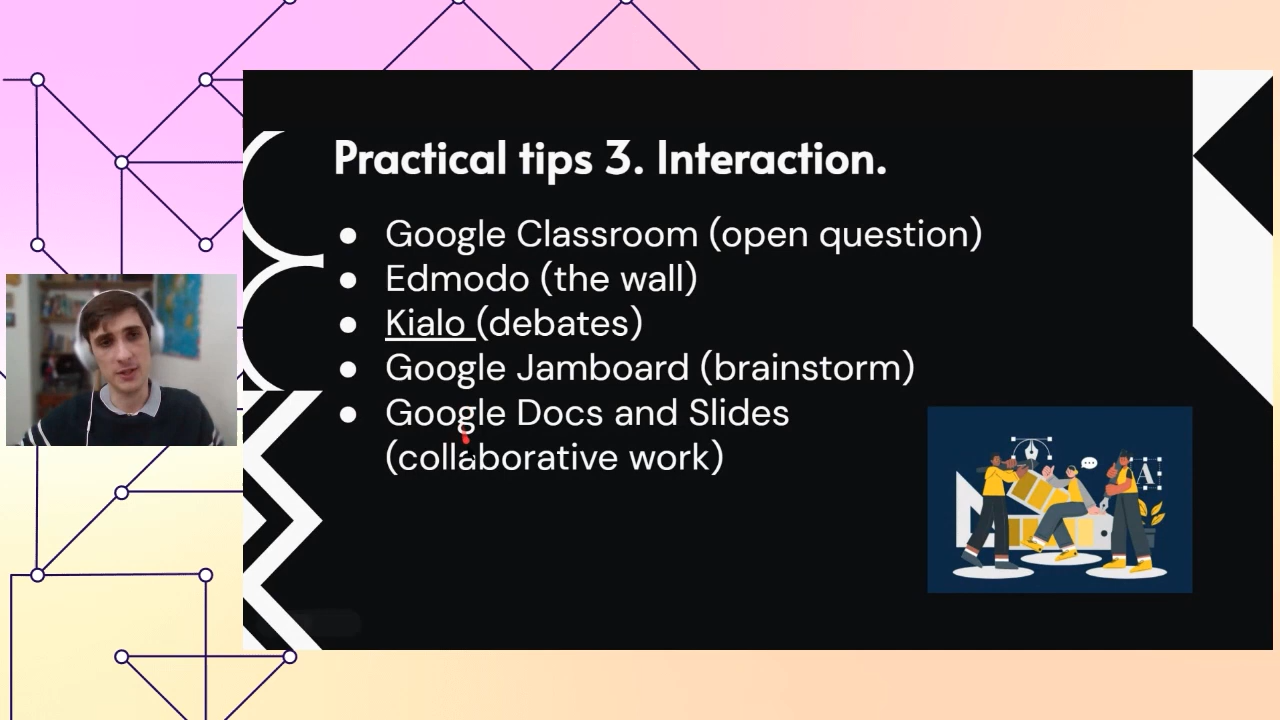 Practical tips 3. Interaction.
● Google Classroom (open question)
● Edmodo (the wall)
● Kialo (debates)
● Google Jamboard (brainstorm)
● Google Docs and Slides
(collaborative work)
A